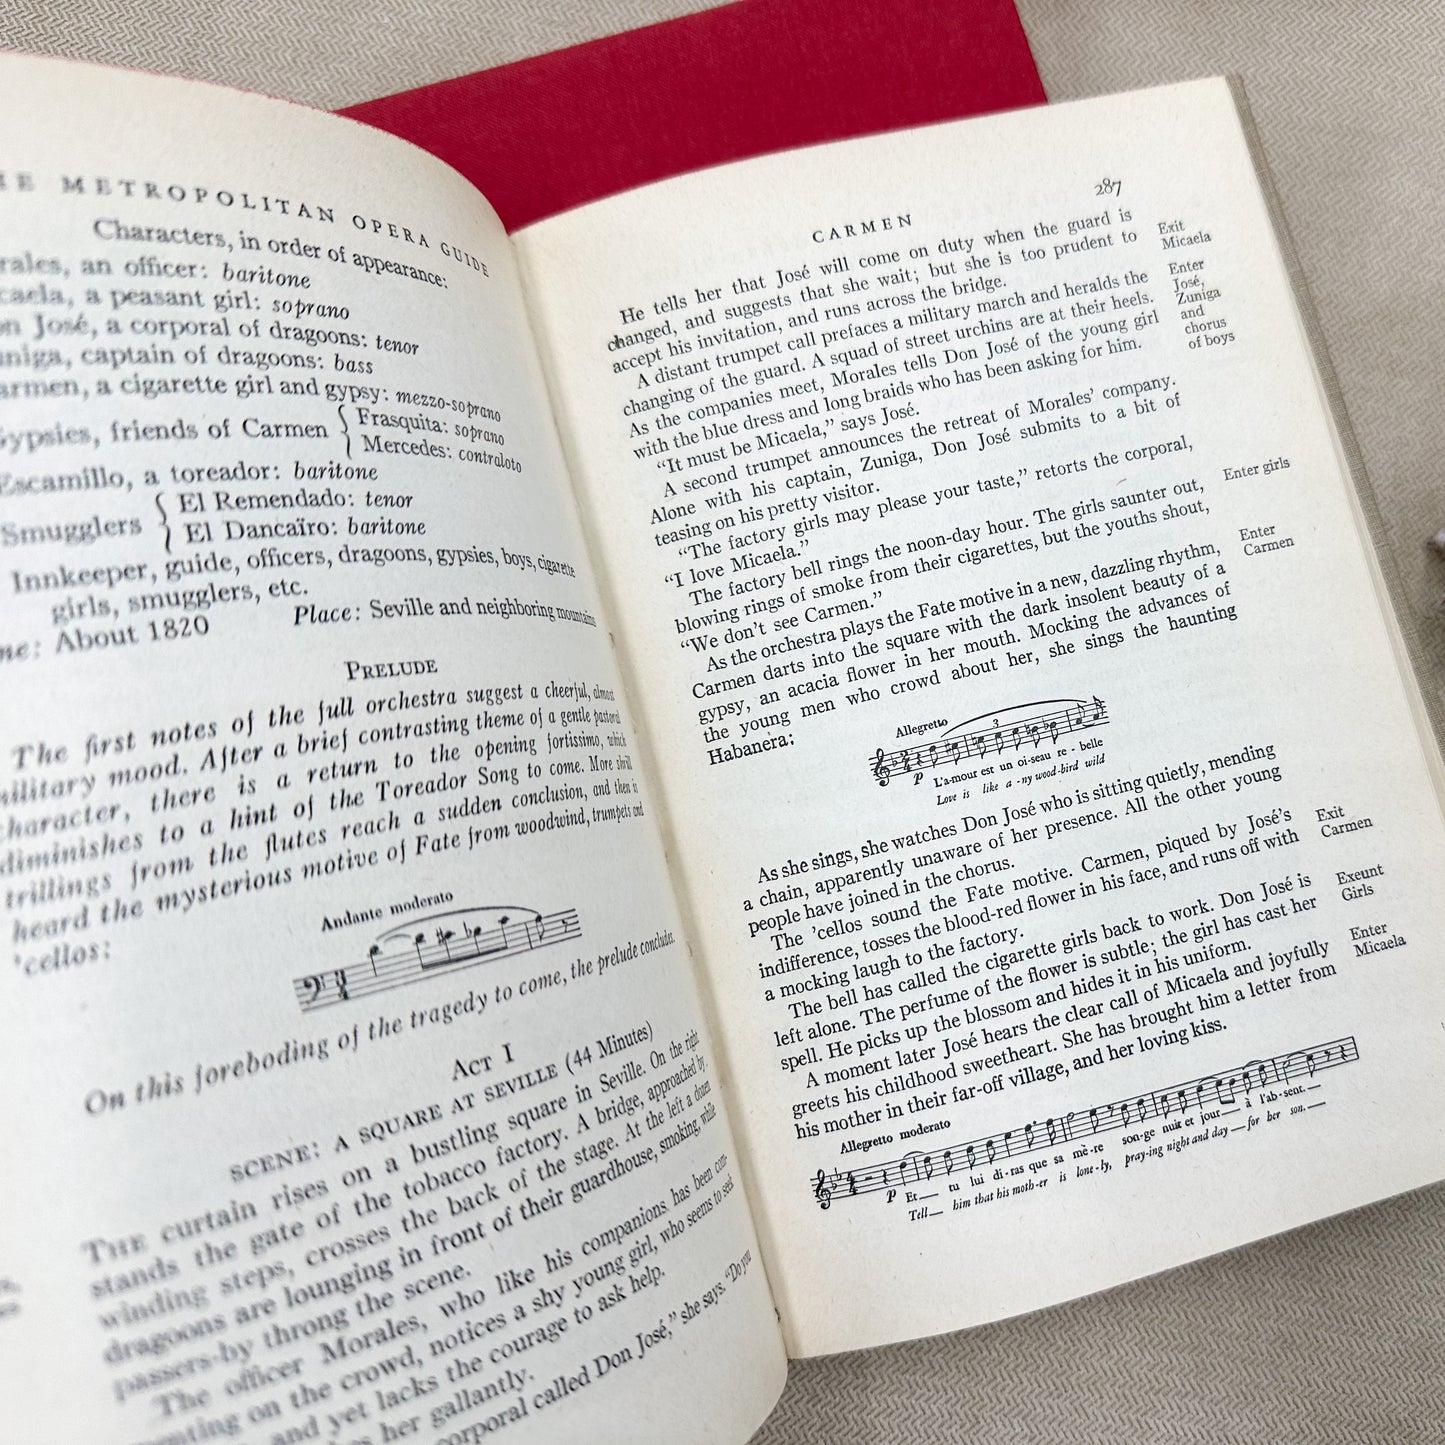 METROPOLITAN OPERA GUIDE
Characters, in order of appearance:
an officer: baritone
a peasant girl: soprano
José, a corporal of dragoons: tenor
captain of dragoons: bass
a cigarette girl and gypsy: mezzo-soprano
Gypsies, friends of Carmen
Frasquita: soprano
Mercedes: contralto
Escamillo, a toreador: baritone
Smugglers
El Remendado: tenor
El Dancaïro: baritone
Innkeeper, guide, officers, dragoons, gypsies, boys, cigarette
girls, smugglers, etc.
About 1820 Place: Seville and neighboring mountains
PRELUDE
The first notes of the full orchestra suggest a cheerful, almost
military mood. After a brief contrasting theme of a gentle pastoral
character, there is a return to the opening fortissimo, which
diminishes to a hint of the Toreador Song to come. More shrill
trillings from the flutes reach a sudden conclusion, and then is
heard the mysterious motive of Fate from woodwind, trumpets and
'cellos:
Andante moderato
On this foreboding of the tragedy to come, the prelude concludes.
ACT I
SCENE: A SQUARE AT SEVILLE (44 Minutes)
THE curtain rises on a bustling square in Seville. On the right
stands the gate of the tobacco factory. A bridge, approached by
winding steps, crosses the back of the stage. At the left a dozen
dragoons are lounging in front of their guardhouse, smoking, while
passers-by throng the scene.
The officer Morales, who like his companions has been com-
on the crowd, notices a shy young girl, who seems to seek
and yet lacks the courage to ask help.
her gallantly.
corporal called Don José," she says. "Do you
CARMEN 287
He tells her that José will come on duty when the guard is
changed, and suggests that she wait; but she is too prudent to
accept his invitation, and runs across the bridge.
Exit
Micaela
A distant trumpet call prefaces a military march and heralds the
changing of the guard. A squad of street urchins are at their heels.
As the companies meet, Morales tells Don José of the young girl
with the blue dress and long braids who has been asking for him.
Enter
José,
Zuniga
and
chorus
of boys
"It must be Micaela," says José.
A second trumpet announces the retreat of Morales' company.
Alone with his captain, Zuniga, Don José submits to a bit of
teasing on his pretty visitor.
"The factory girls may please your taste," retorts the corporal,
"I love Micaela."
The factory bell rings the noon-day hour. The girls saunter out,
blowing rings of smoke from their cigarettes, but the youths shout,
"We don't see Carmen."
Enter girls
As the orchestra plays the Fate motive in a new, dazzling rhythm,
Carmen darts into the square with the dark insolent beauty of a
gypsy, an acacia flower in her mouth. Mocking the advances of
the young men who crowd about her, she sings the haunting
Habanera:
Enter
Carmen
Allegretto
3
p L'a-mour est un oi-seau re - belle
Love is like a -ny wood-bird wild
As she sings, she watches Don José who is sitting quietly, mending
a chain, apparently unaware of her presence. All the other young
people have joined in the chorus.
The 'cellos sound the Fate motive. Carmen, piqued by José's
indifference, tosses the blood-red flower in his face, and runs off with
a mocking laugh to the factory.
Exit
Carmen
The bell has called the cigarette girls back to work. Don José is
left alone. The perfume of the flower is subtle; the girl has cast her
spell. He picks up the blossom and hides it in his uniform.
Exeunt
Girls
A moment later José hears the clear call of Micaela and joyfully
greets his childhood sweetheart. She has brought him a letter from
his mother in their far-off village, and her loving kiss.
Enter
Micaela
Allegretto moderato
p Et__ tu lui di-ras que sa mè-re son-ge nuit et jour__ à l'ab-sent.__
Tell__ him that his moth-er is lone-ly, pray-ing night and day __ for her son.__